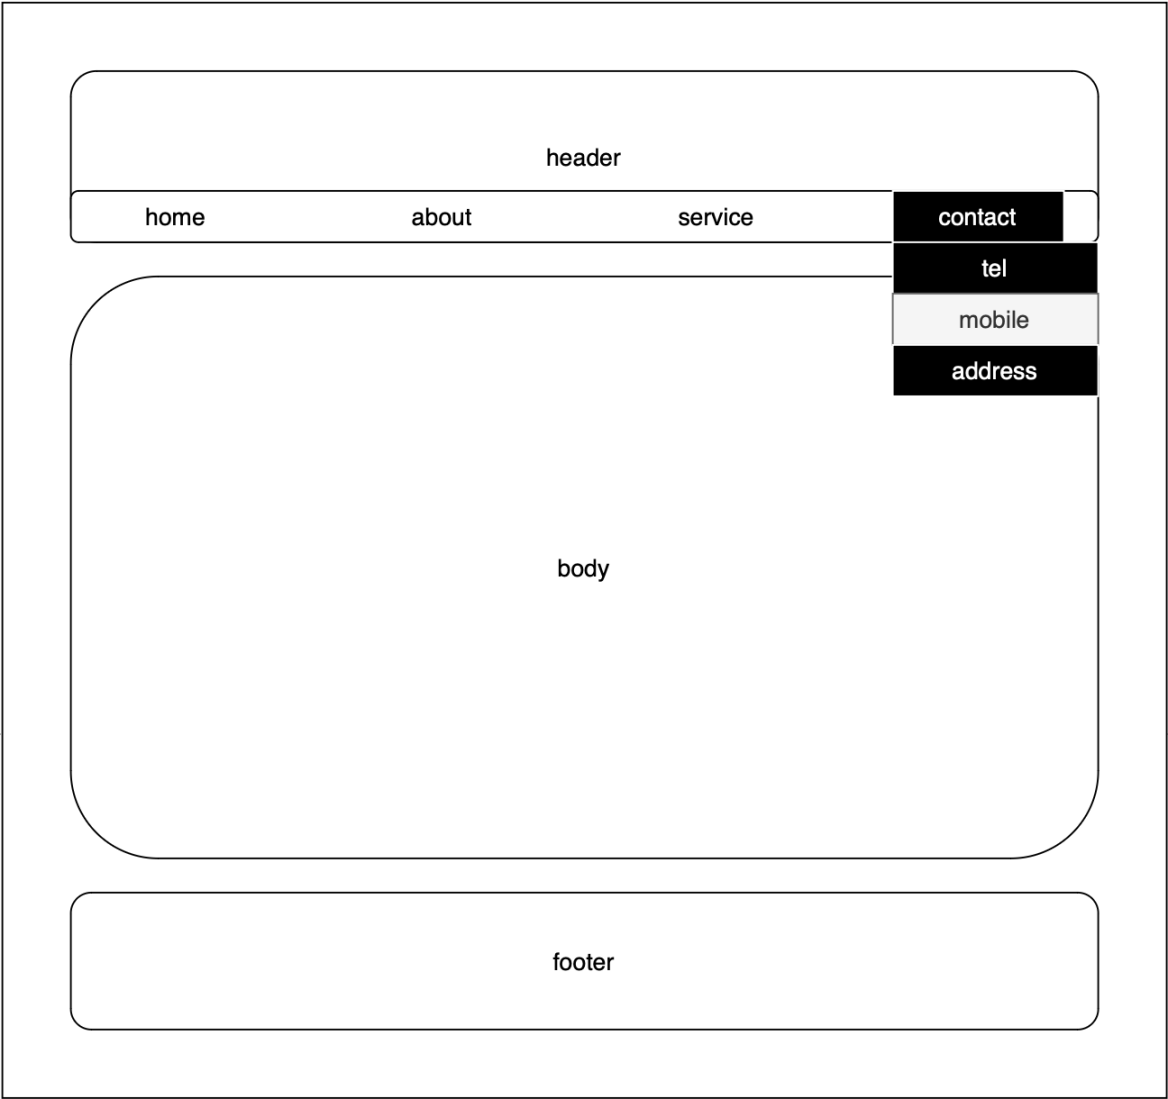 header
home about service contact
tel
mobile
address
body
footer